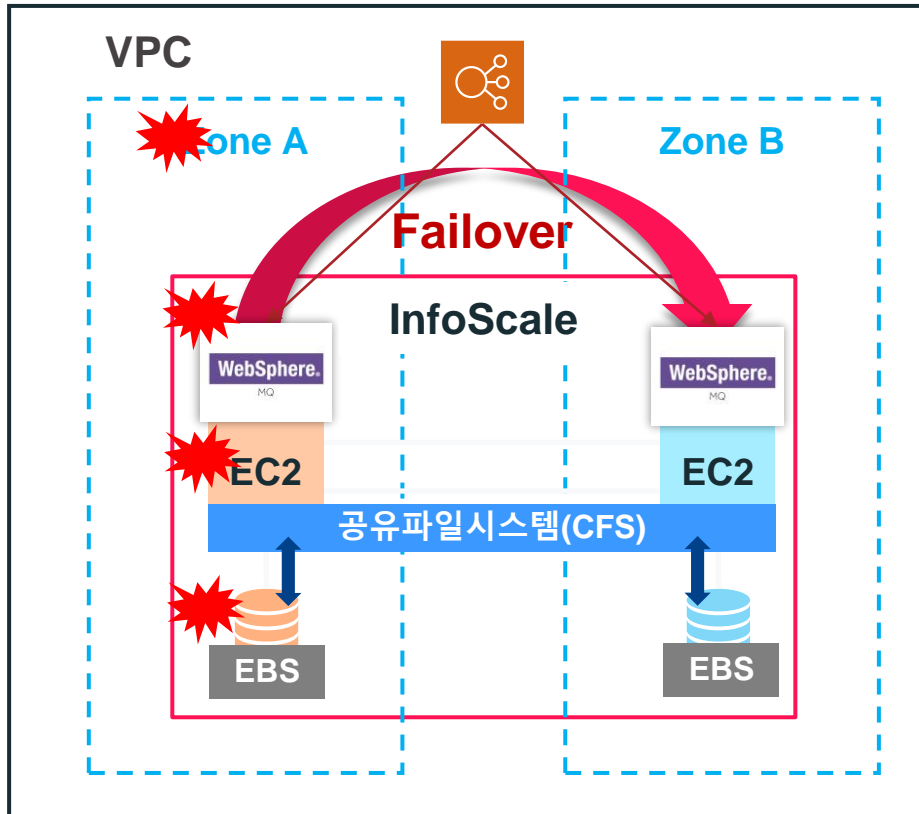 VPC
Zone A
Zone B
Failover
InfoScale
WebSphere.
MQ
WebSphere.
MQ
EC2
EC2
공유파일시스템(CFS)
EBS
EBS